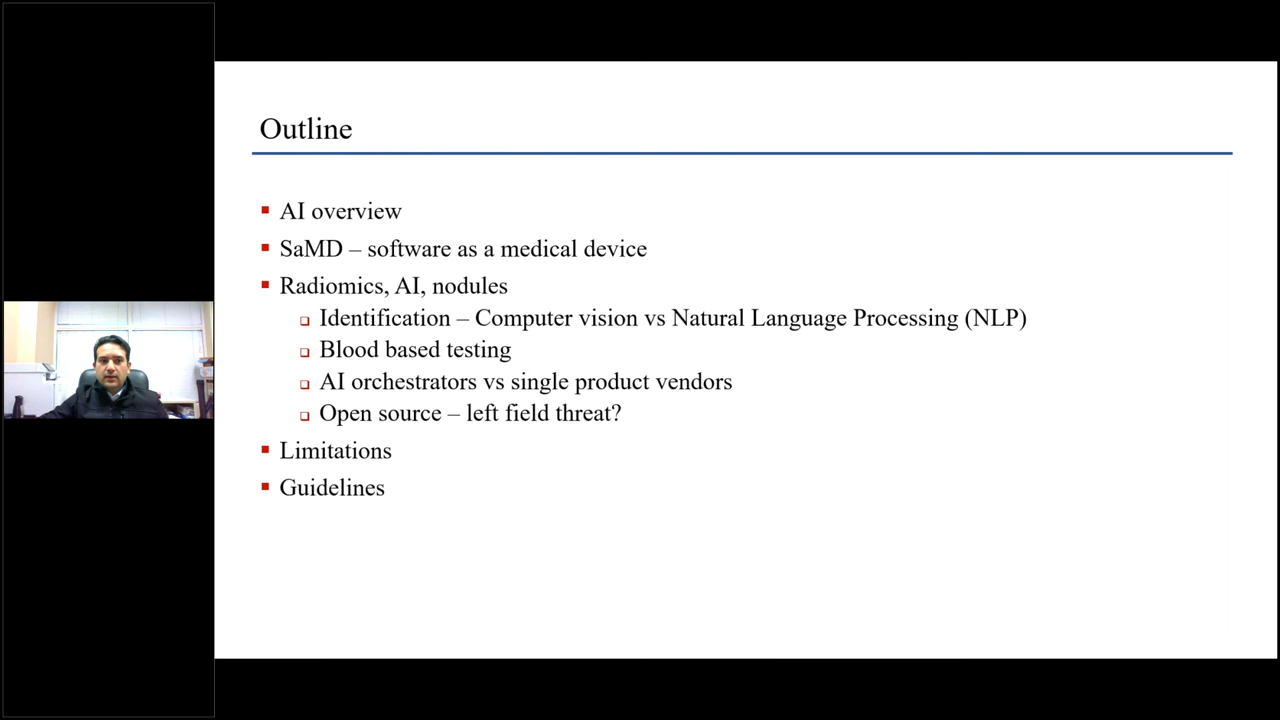 Outline
AI overview
SaMD – software as a medical device
Radiomics, AI, nodules
Identification – Computer vision vs Natural Language Processing (NLP)
Blood based testing
AI orchestrators vs single product vendors
Open source – left field threat?
Limitations
Guidelines